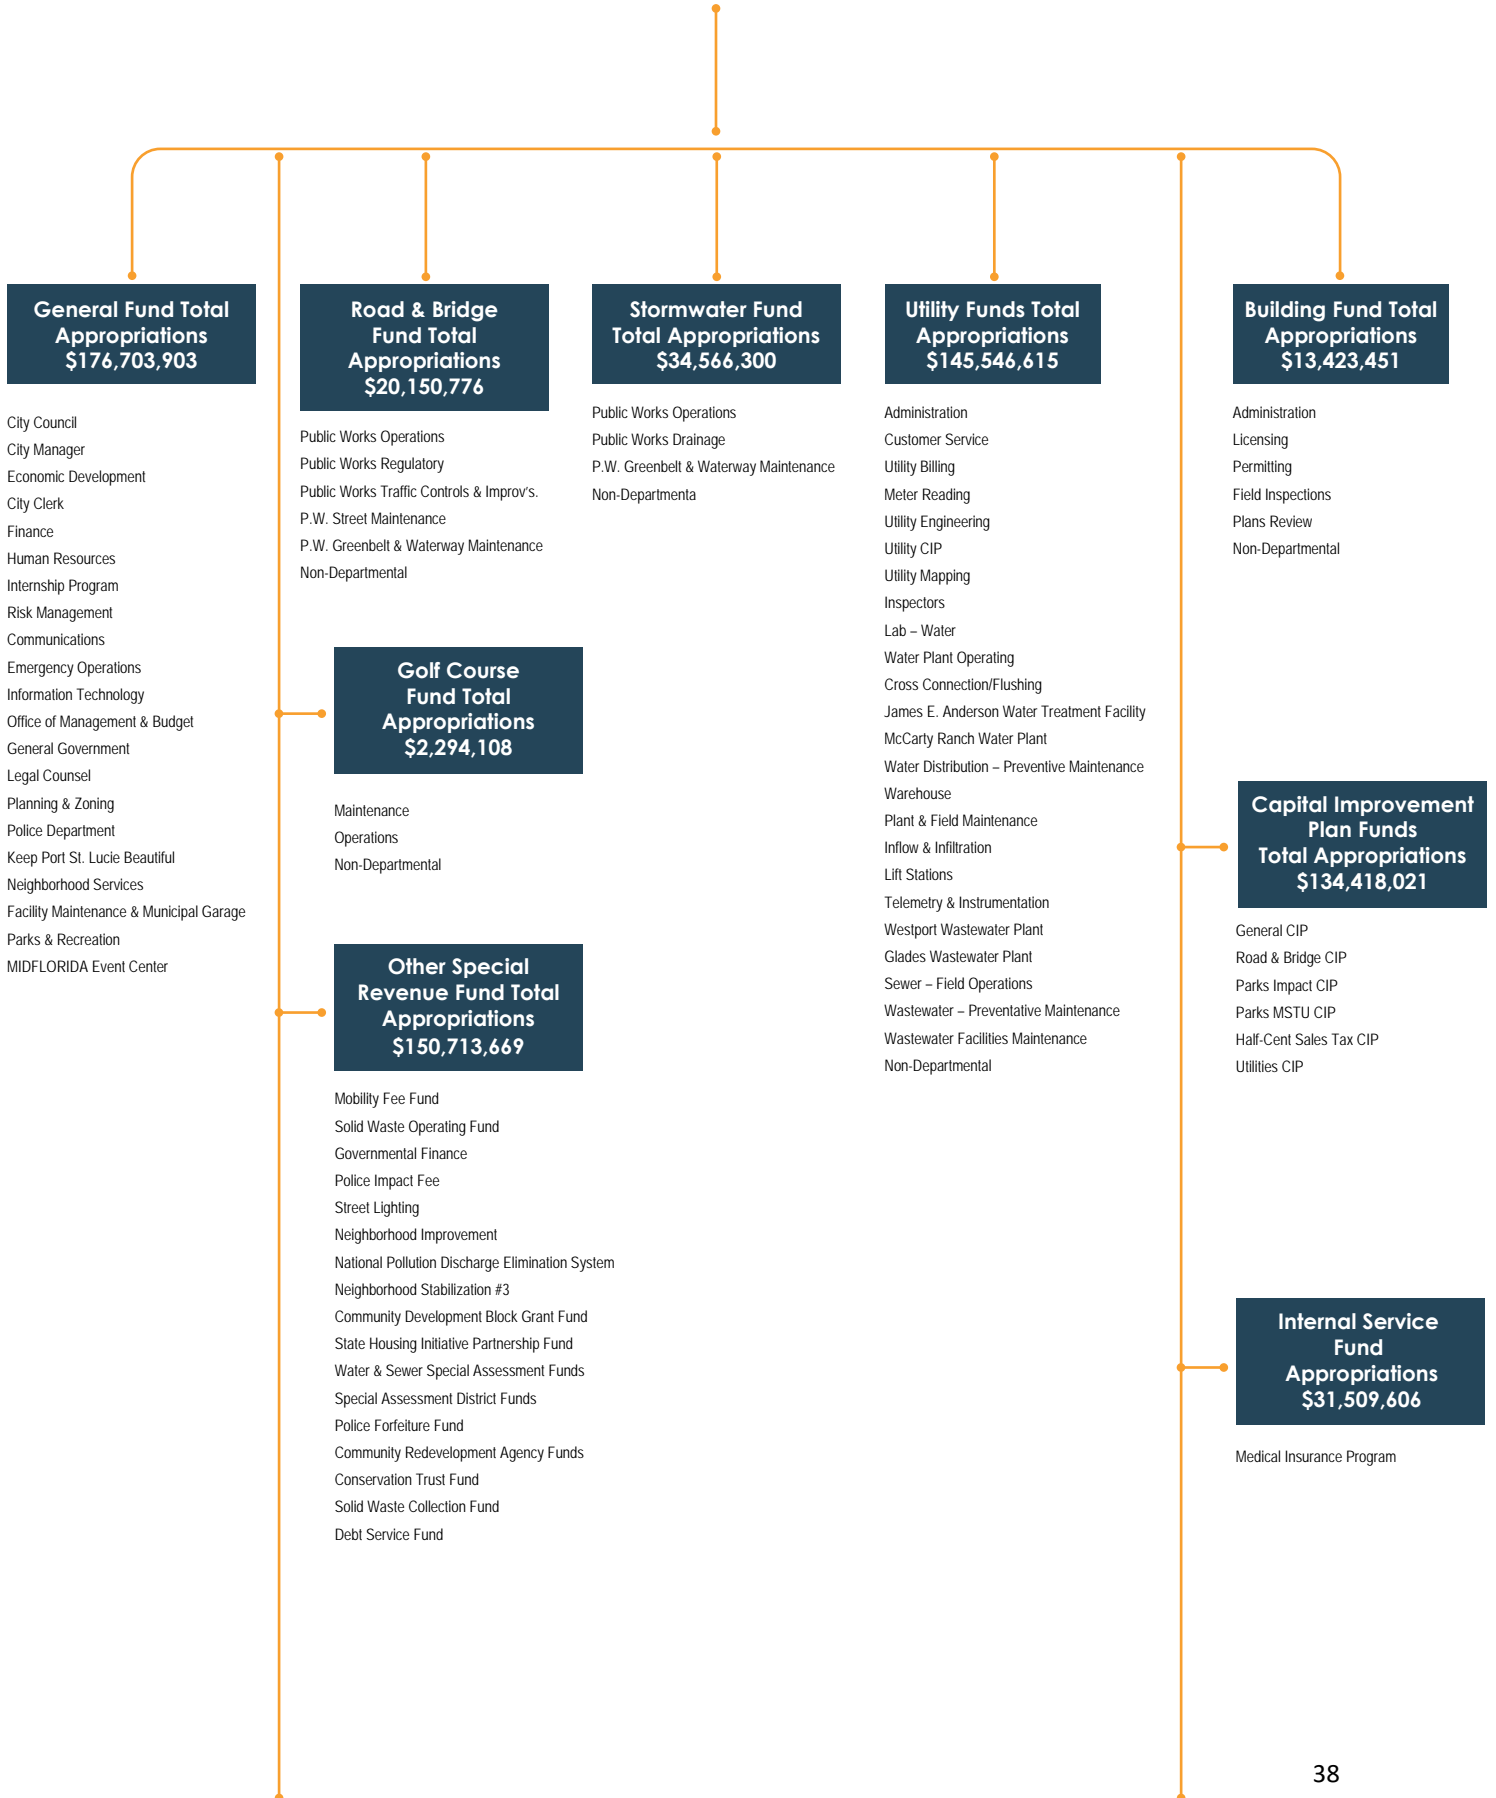 General Fund Total
Appropriations
$176,703,903
City Council
City Manager
Economic Development
City Clerk
Finance
Human Resources
Internship Program
Risk Management
Communications
Emergency Operations
Information Technology
Office of Management & Budget
General Government
Legal Counsel
Planning & Zoning
Police Department
Keep Port St. Lucie Beautiful
Neighborhood Services
Facility Maintenance & Municipal Garage
Parks & Recreation
MIDFLORIDA Event Center
Road & Bridge
Fund Total
Appropriations
$20,150,776
Public Works Operations
Public Works Regulatory
Public Works Traffic Controls & Improv's.
P.W. Street Maintenance
P.W. Greenbelt & Waterway Maintenance
Non-Departmental
Golf Course
Fund Total
Appropriations
$2,294,108
Maintenance
Operations
Non-Departmental
Other Special
Revenue Fund Total
Appropriations
$150,713,669
Mobility Fee Fund
Solid Waste Operating Fund
Governmental Finance
Police Impact Fee
Street Lighting
Neighborhood Improvement
National Pollution Discharge Elimination System
Neighborhood Stabilization #3
Community Development Block Grant Fund
State Housing Initiative Partnership Fund
Water & Sewer Special Assessment Funds
Special Assessment District Funds
Police Forfeiture Fund
Community Redevelopment Agency Funds
Conservation Trust Fund
Solid Waste Collection Fund
Debt Service Fund
Stormwater Fund
Total Appropriations
$34,566,300
Public Works Operations
Public Works Drainage
P.W. Greenbelt & Waterway Maintenance
Non-Departmenta
Utility Funds Total
Appropriations
$145,546,615
Administration
Customer Service
Utility Billing
Meter Reading
Utility Engineering
Utility CIP
Utility Mapping
Inspectors
Lab – Water
Water Plant Operating
Cross Connection/Flushing
James E. Anderson Water Treatment Facility
McCarty Ranch Water Plant
Water Distribution – Preventive Maintenance
Warehouse
Plant & Field Maintenance
Inflow & Infiltration
Lift Stations
Telemetry & Instrumentation
Westport Wastewater Plant
Glades Wastewater Plant
Sewer – Field Operations
Wastewater – Preventative Maintenance
Wastewater Facilities Maintenance
Non-Departmental
Building Fund Total
Appropriations
$13,423,451
Administration
Licensing
Permitting
Field Inspections
Plans Review
Non-Departmental
Capital Improvement
Plan Funds
Total Appropriations
$134,418,021
General CIP
Road & Bridge CIP
Parks Impact CIP
Parks MSTU CIP
Half-Cent Sales Tax CIP
Utilities CIP
Internal Service
Fund
Appropriations
$31,509,606
Medical Insurance Program
38